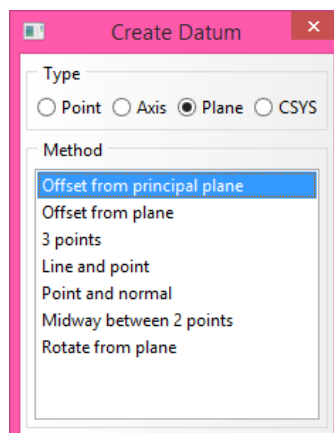 Create Datum
Type
Point Axis Plane CSYS
Method
Offset from principal plane
Offset from plane
3 points
Line and point
Point and normal
Midway between 2 points
Rotate from plane